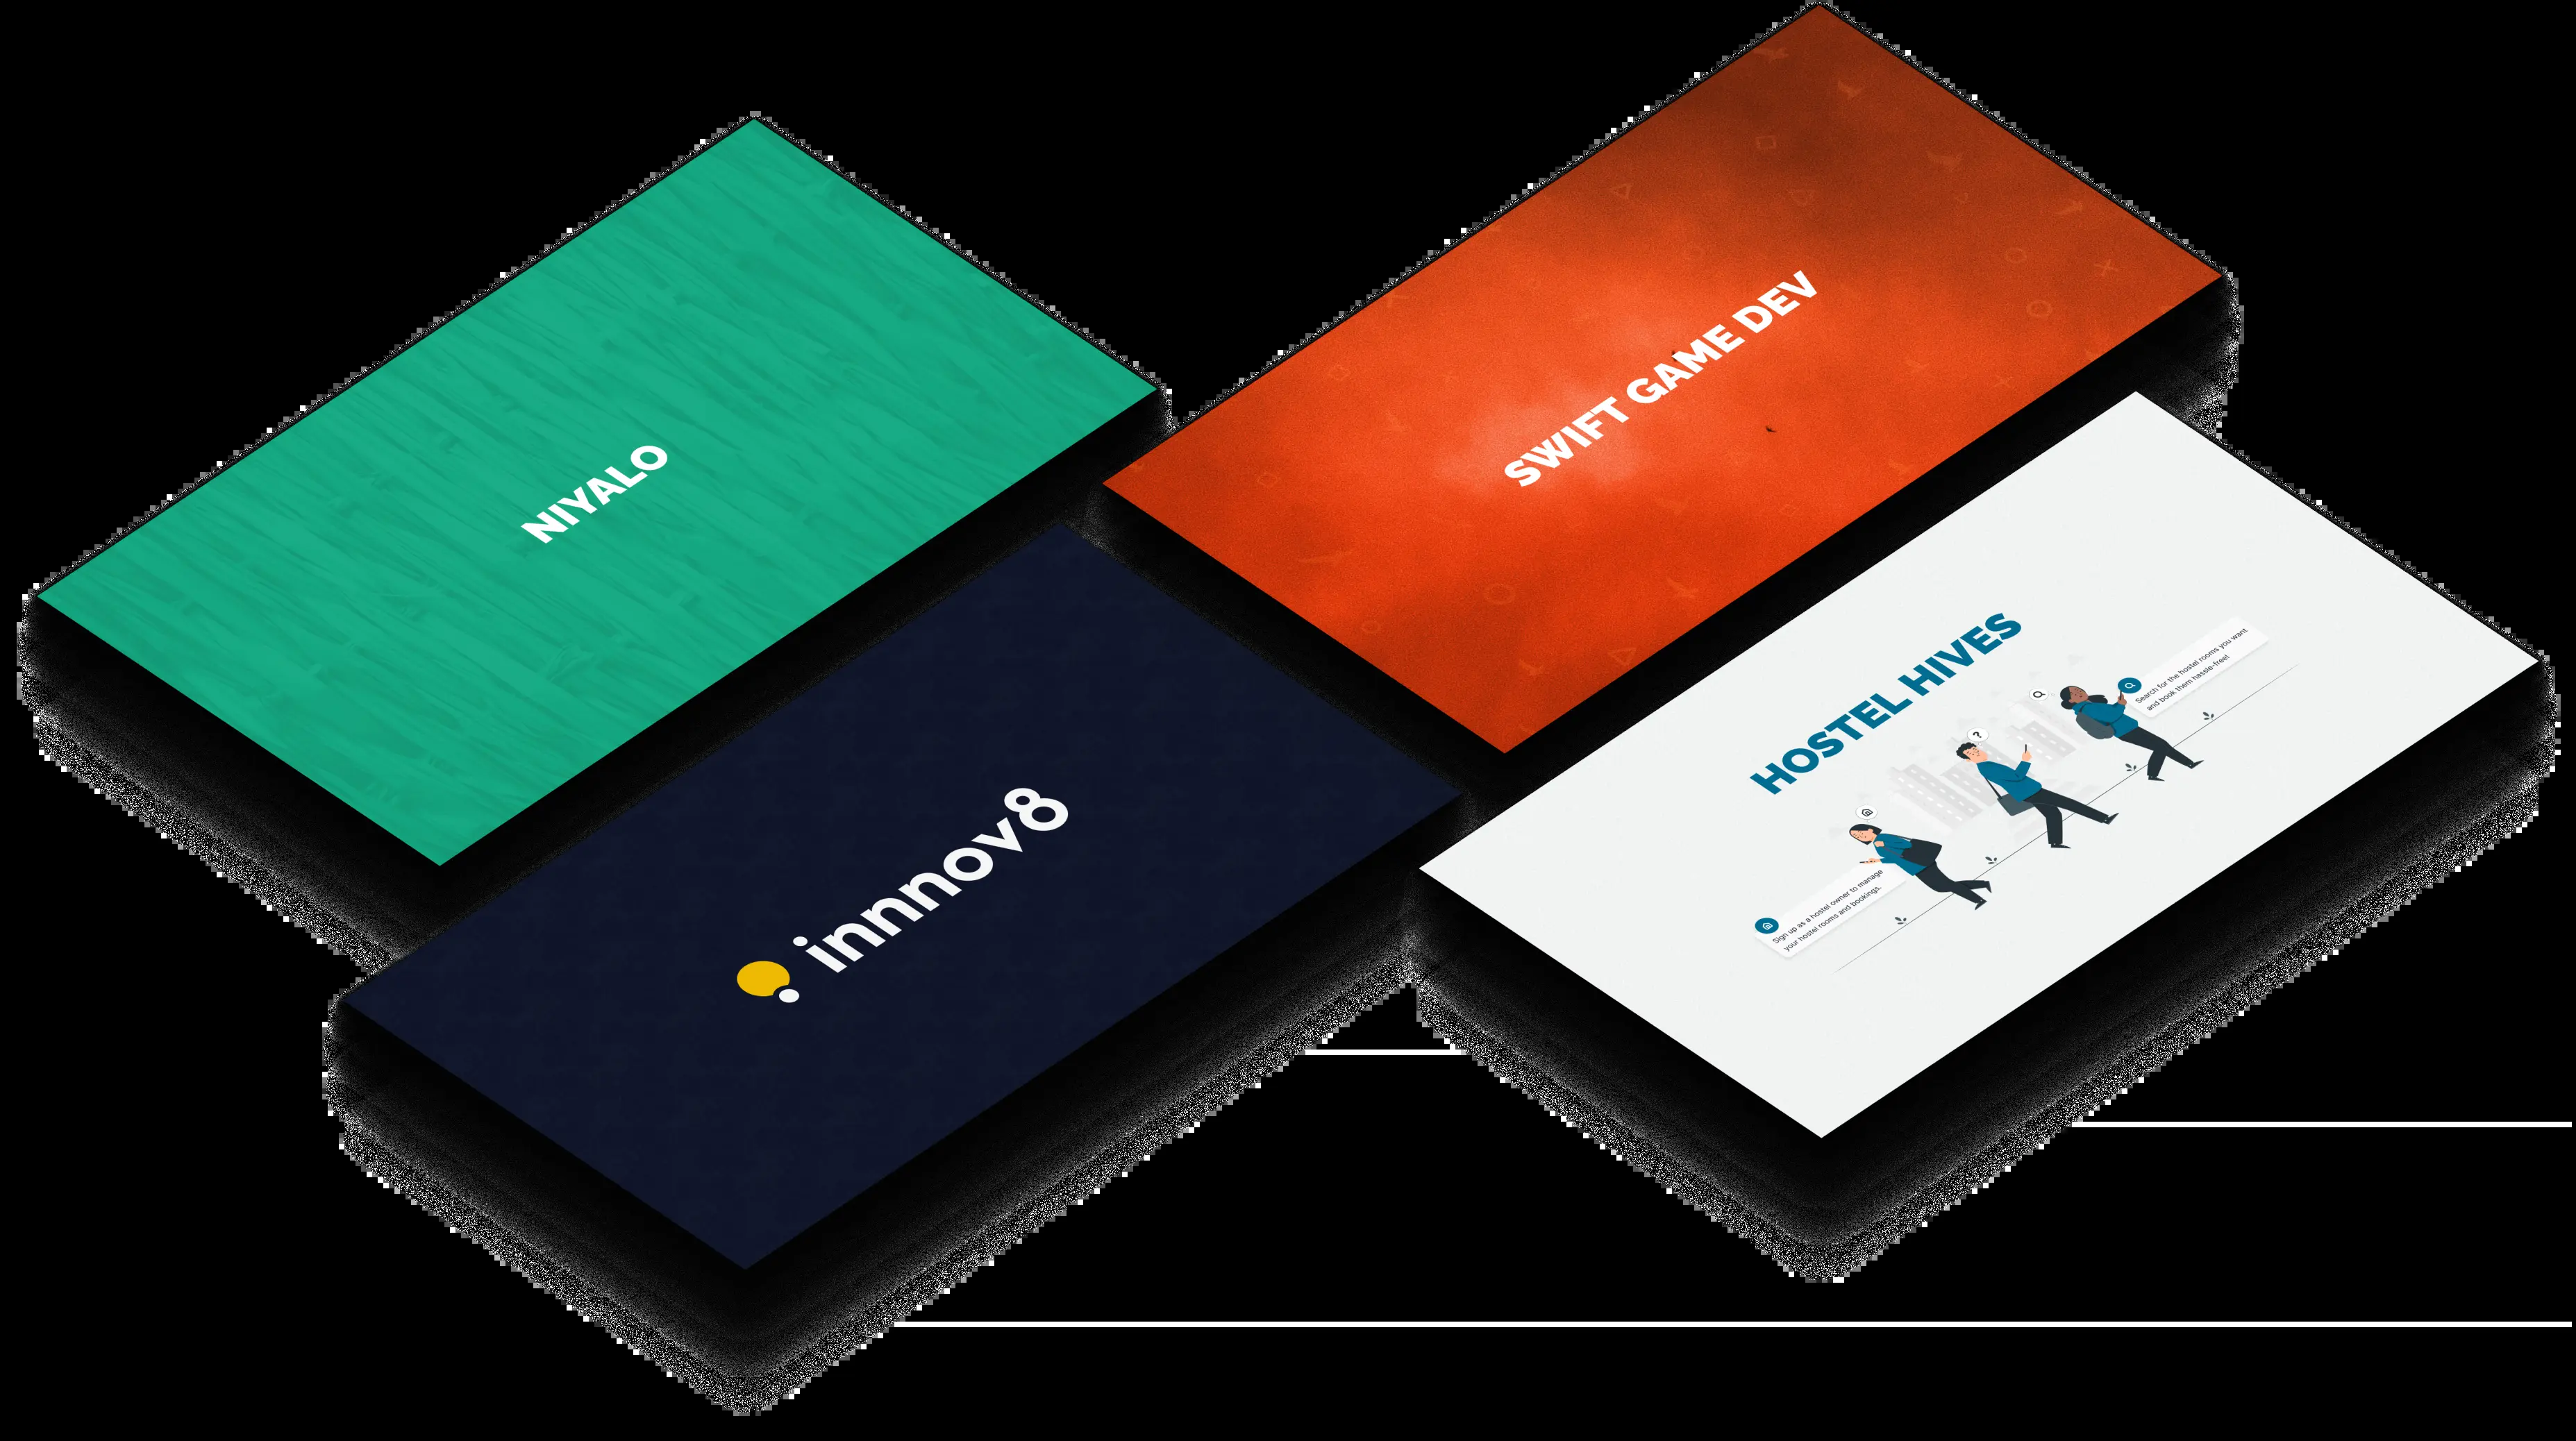 NIYALO
SWIFT GAME DEV
innnov8
HOSTEL HIVES
Search for the hostel rooms you want
and book them hassle-free!
?
Sign up as a hostel owner to manage
your hostel rooms and bookings.